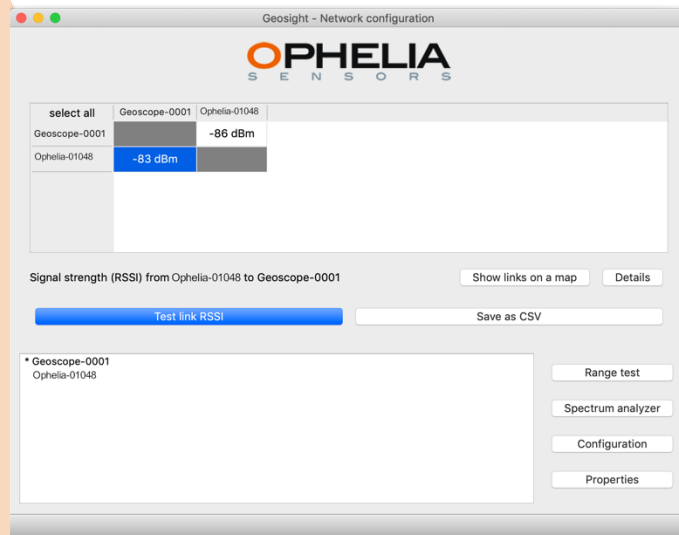 Geosight - Network configuration
OPHELIA
SENSORS
select all Geoscope-0001 Ophelia-01048
Geoscope-0001 -86 dBm
Ophelia-01048 -83 dBm
Signal strength (RSSI) from Ophelia-01048 to Geoscope-0001 Show links on a map Details
Test link RSSI Save as CSV
* Geoscope-0001
Ophelia-01048
Range test
Spectrum analyzer
Configuration
Properties